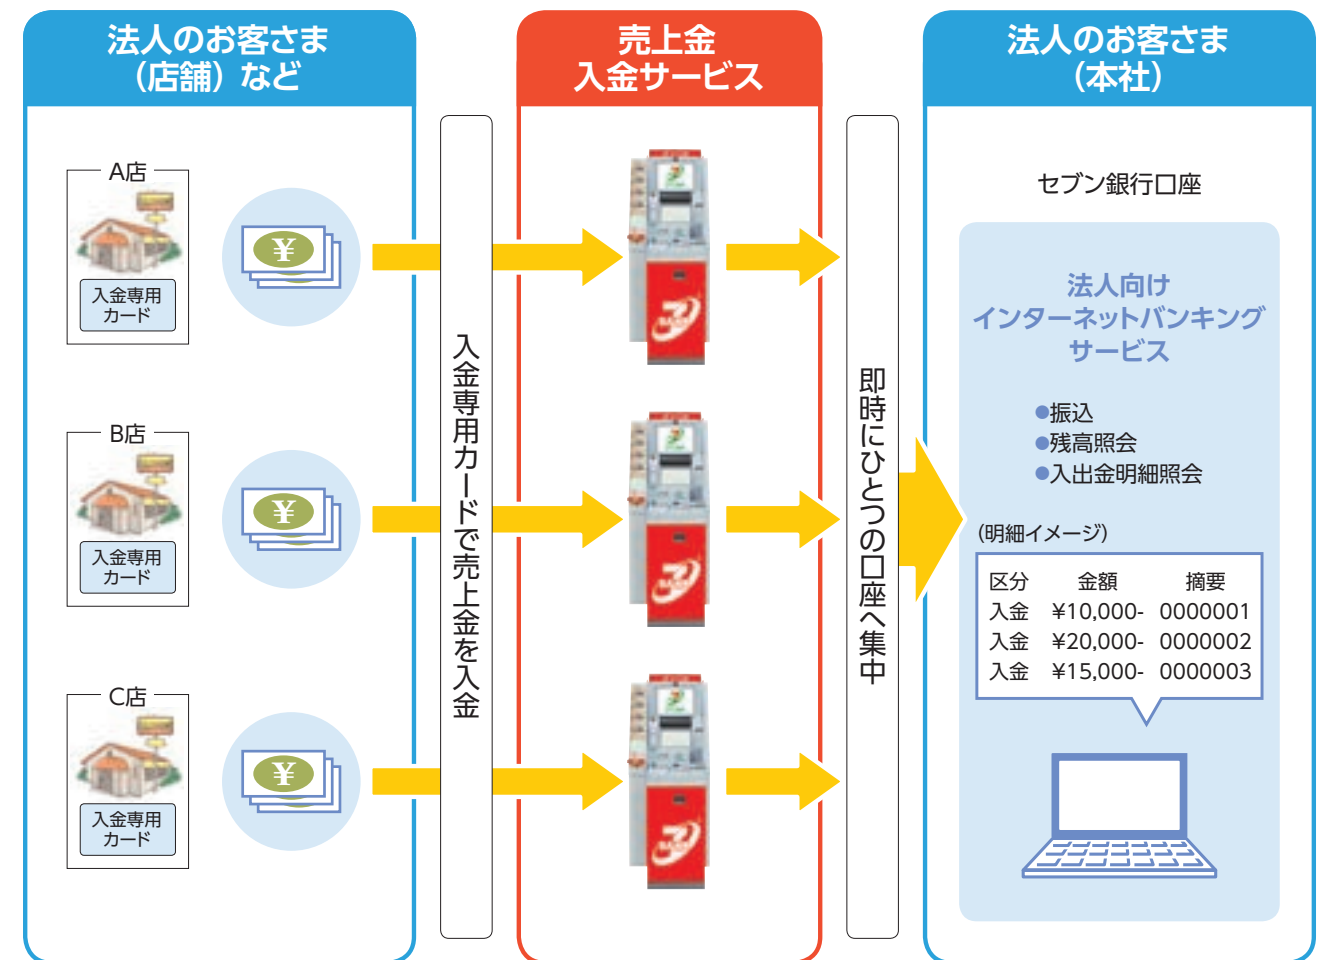 法人のお客さま
（店舗）など
A店
入金専用
カード
¥
B店
入金専用
カード
¥
C店
入金専用
カード
¥
入金専用カードで売上金を入金
売上金
入金サービス
即時にひとつの口座へ集中
法人のお客さま
（本社）
セブン銀行口座
法人向け
インターネットバンキング
サービス
●振込
●残高照会
●入出金明細照会
（明細イメージ）
区分 金額 摘要
入金 ¥10,000- 0000001
入金 ¥20,000- 0000002
入金 ¥15,000- 0000003